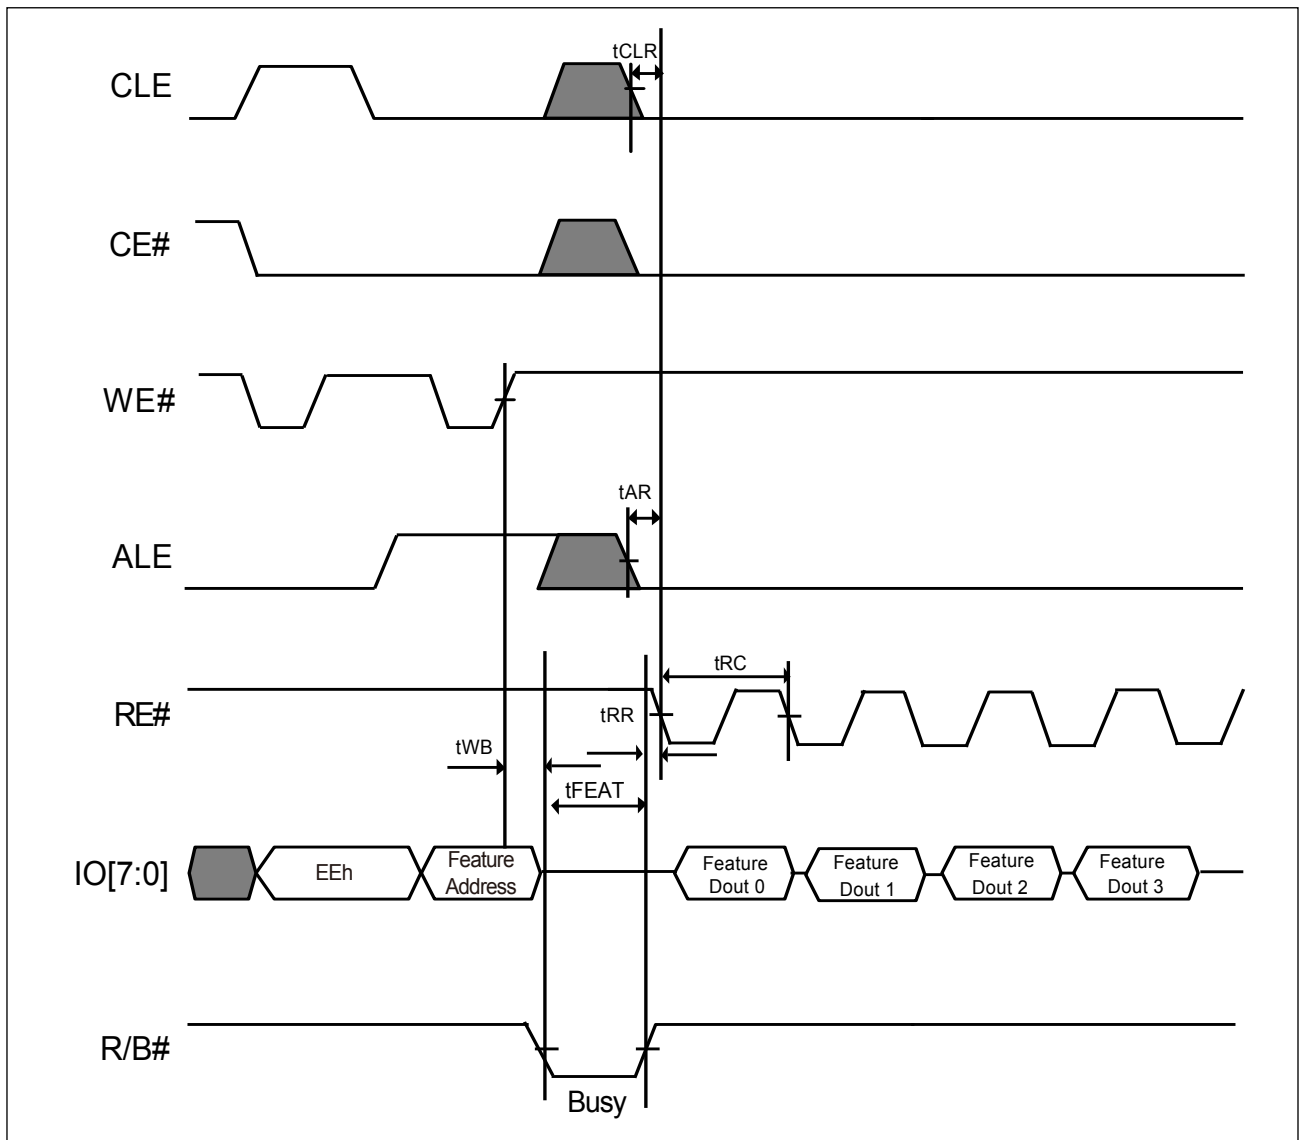 tCLR
CLE
CE#
WE#
tAR
ALE
tRC
RE#
tRR
tWB
tFEAT
IO[7:0]
EEh
Feature
Address
Feature
Dout 0
Feature
Dout 1
Feature
Dout 2
Feature
Dout 3
R/B#
Busy